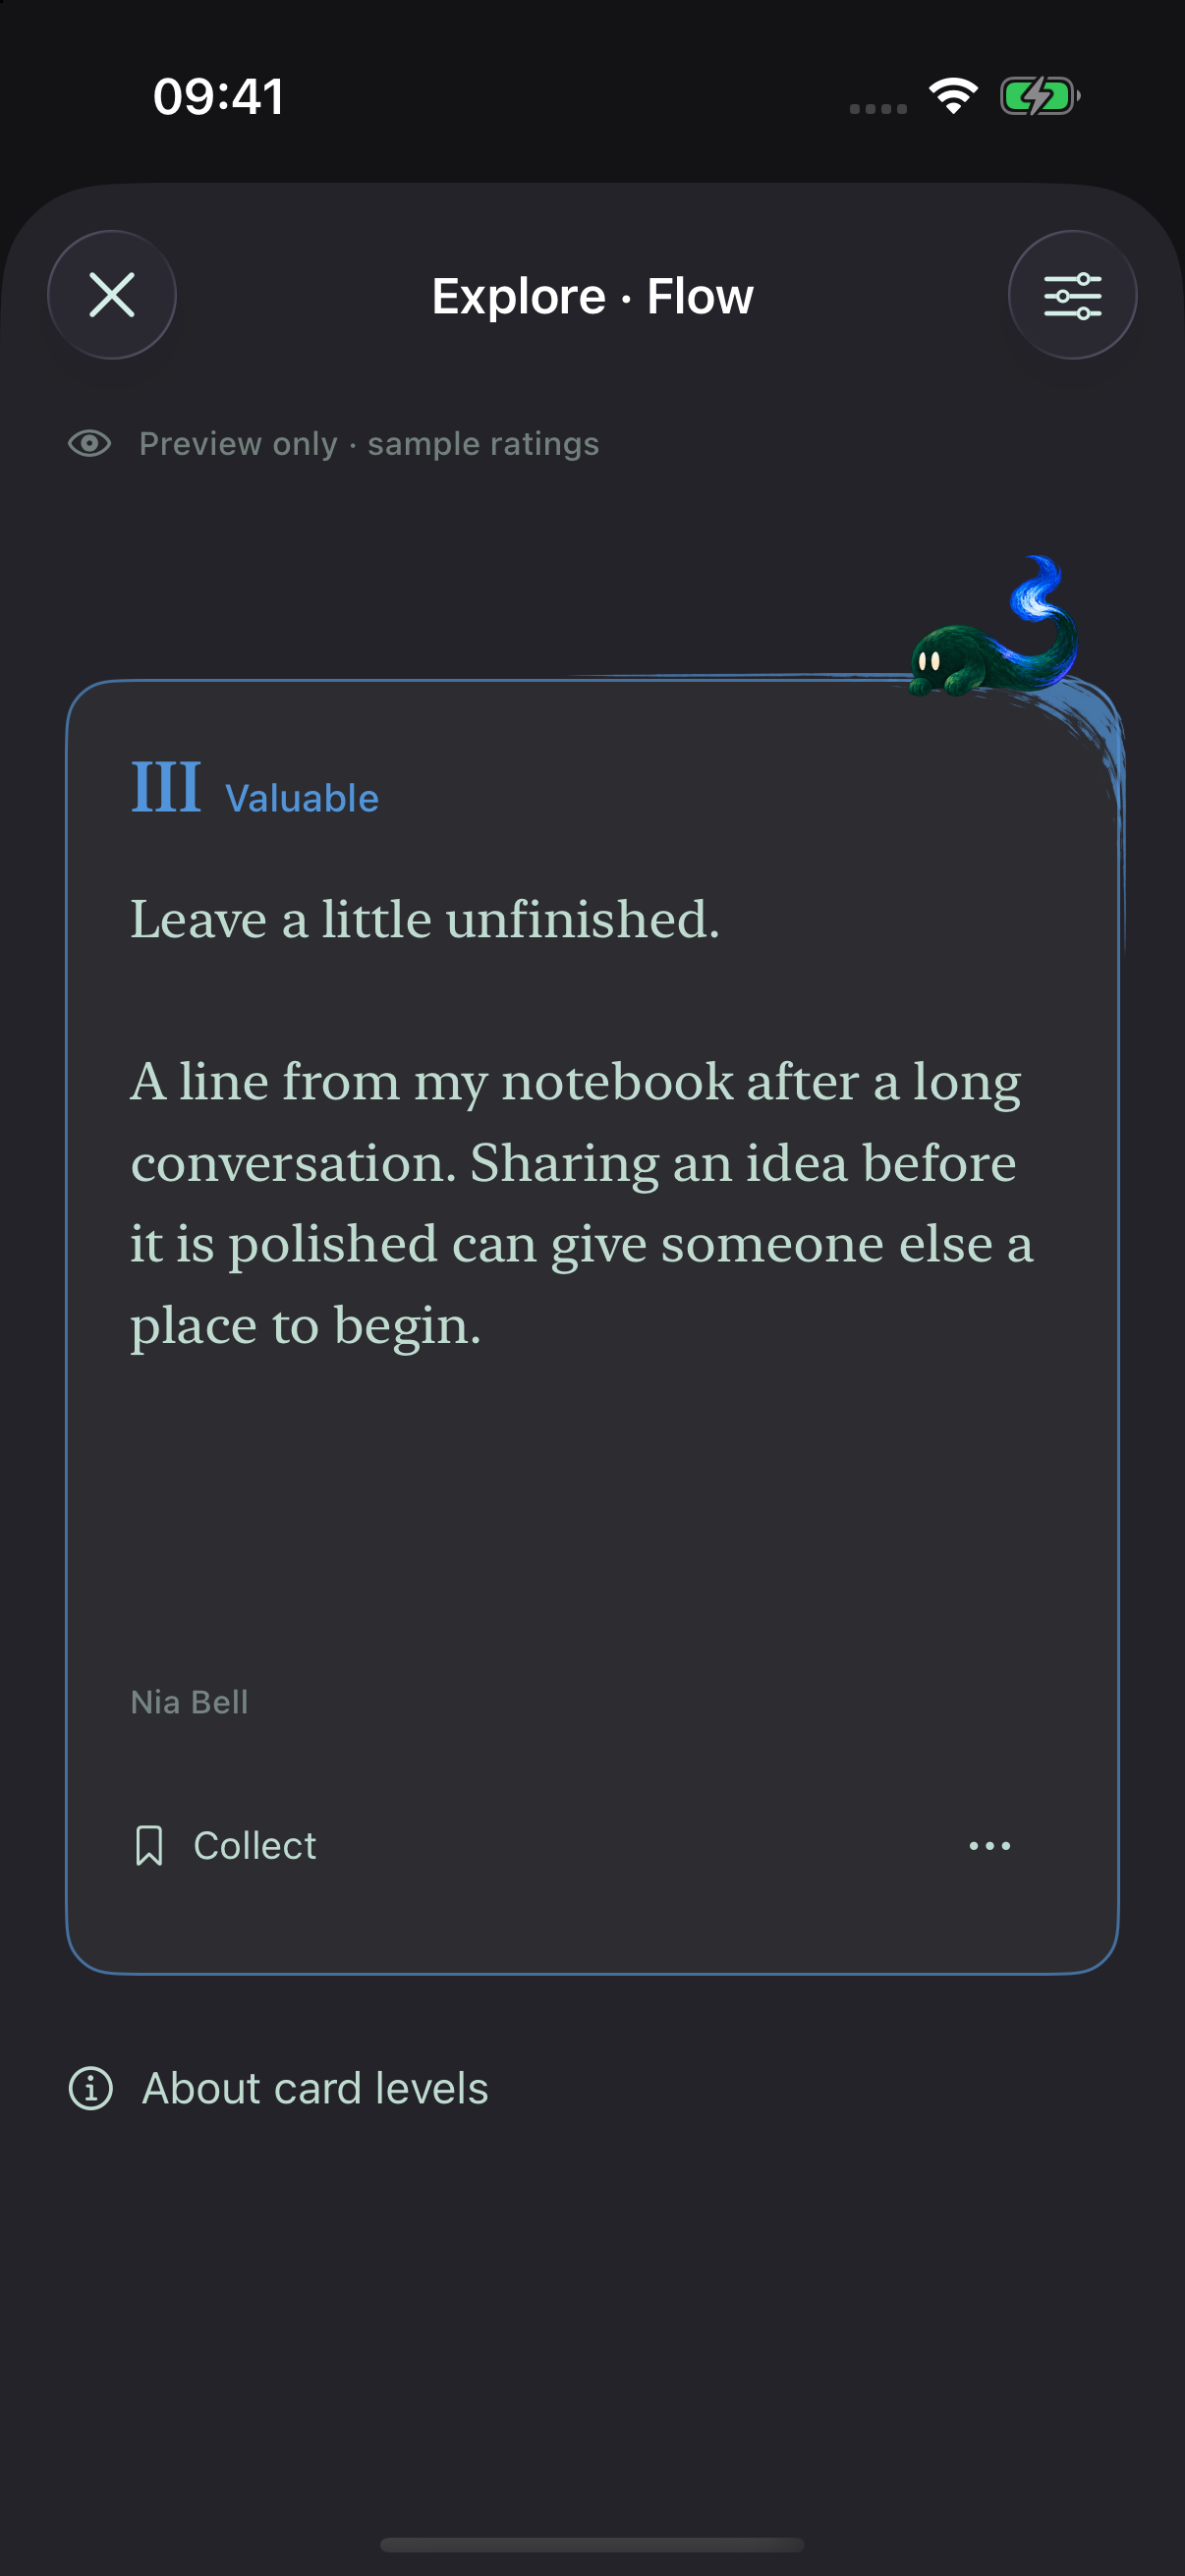 09:41
Explore · Flow
Preview only · sample ratings
III Valuable
Leave a little unfinished.
A line from my notebook after a long
conversation. Sharing an idea before
it is polished can give someone else a
place to begin.
Nia Bell
Collect
About card levels